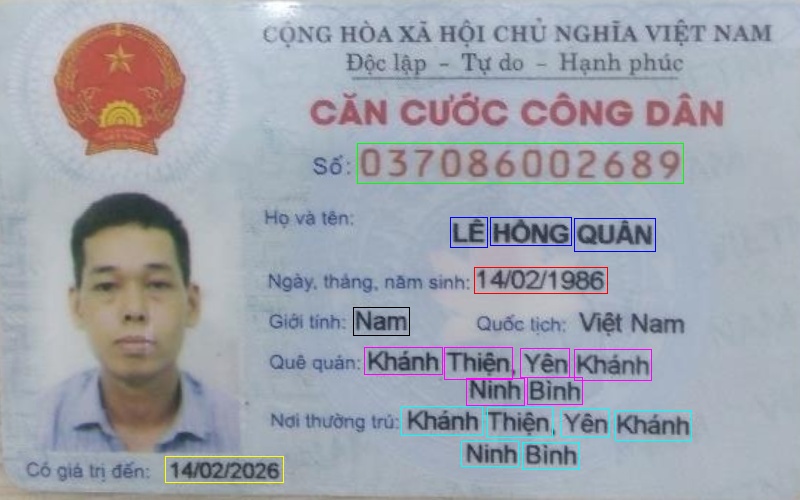 CỘNG HÒA XÃ HỘI CHỦ NGHĨA VIỆT NAM
Độc lập - Tự do - Hạnh phúc
CĂN CƯỚC CÔNG DÂN
Số: 037086002689
Họ và tên:
LÊ HỒNG QUÂN
Ngày, tháng, năm sinh: 14/02/1986
Giới tính: Nam Quốc tịch: Việt Nam
Quê quán: Khánh Thiện, Yên Khánh
Ninh Bình
Nơi thường trú: Khánh Thiện, Yên Khánh
Ninh Bình
Có giá trị đến: 14/02/2026